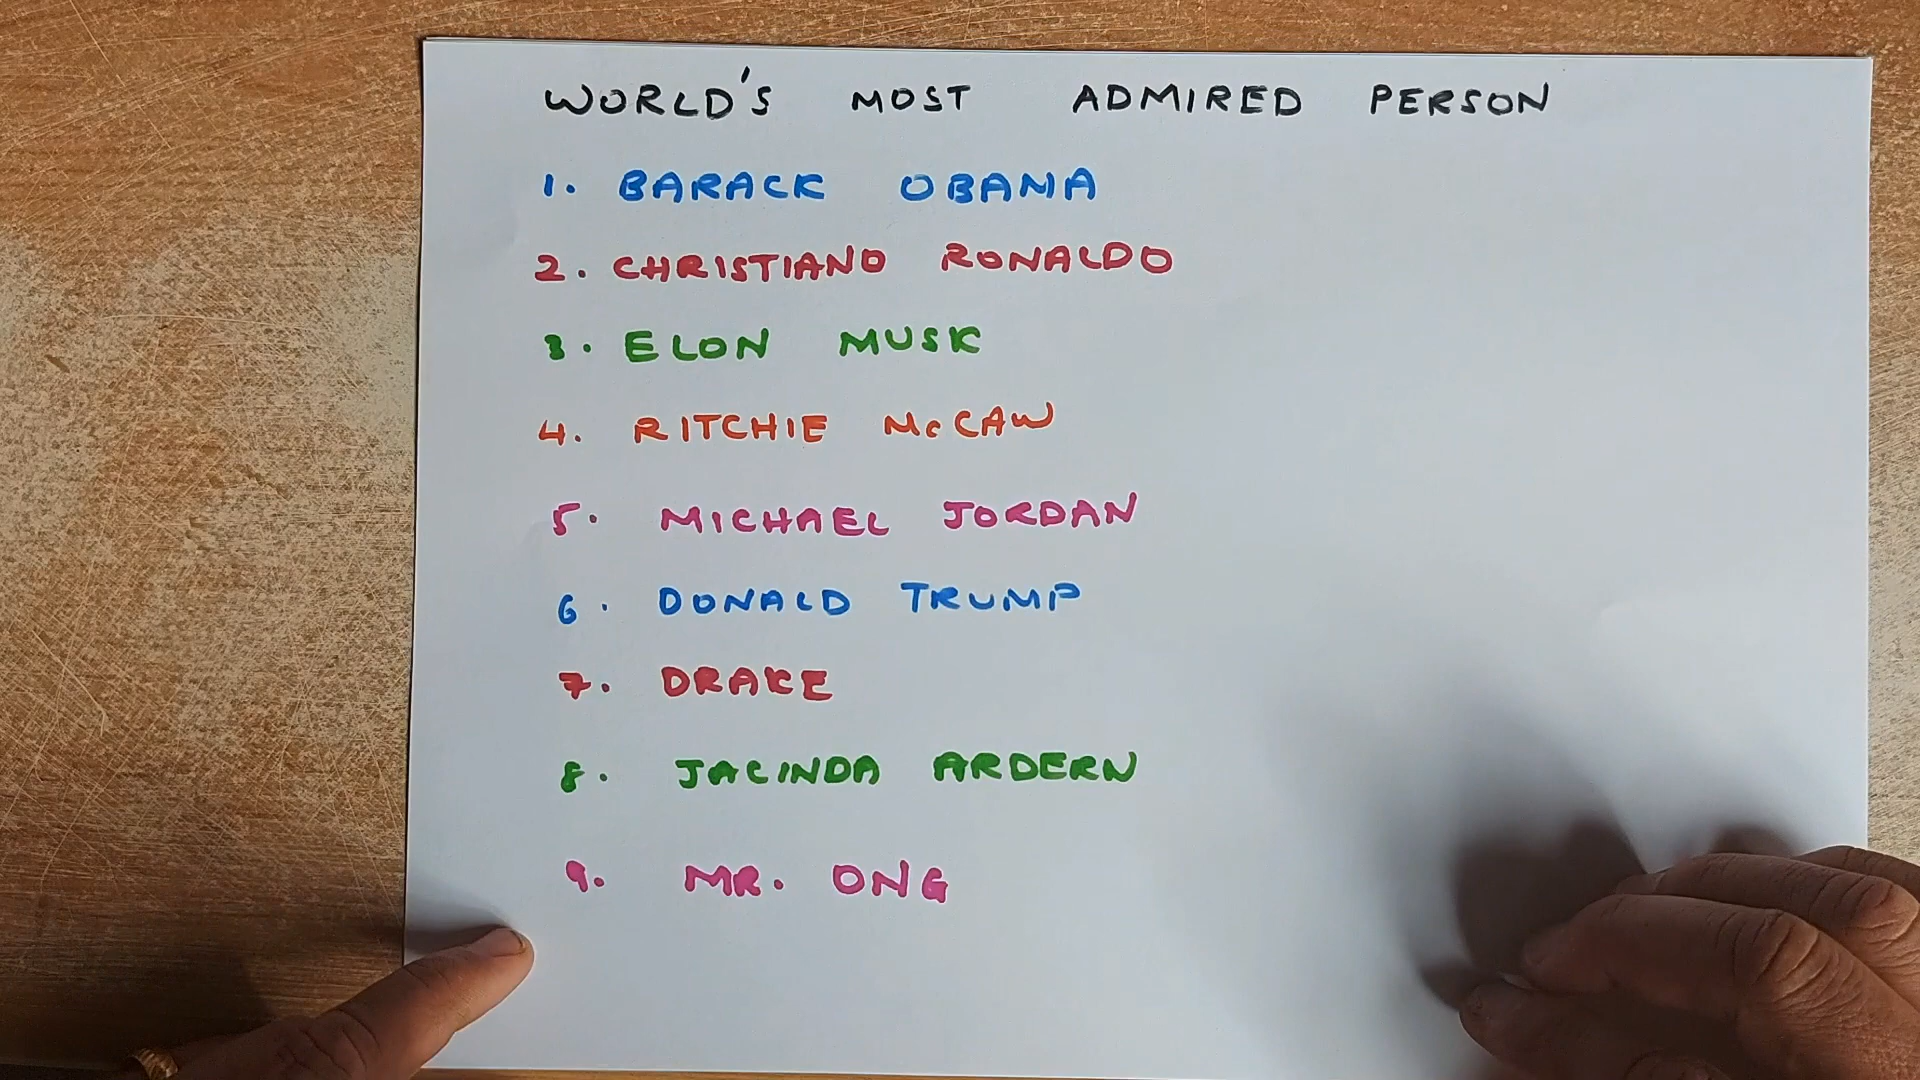 WORLD'S MOST ADMIRED PERSON
1. BARACK OBAMA
2. CHRISTIANO RONALDO
3. ELON MUSK
4. RITCHIE McCAW
5. MICHAEL JORDAN
6. DONALD TRUMP
7. DRAKE
8. JACINDA ARDERN
9. MR. ONG